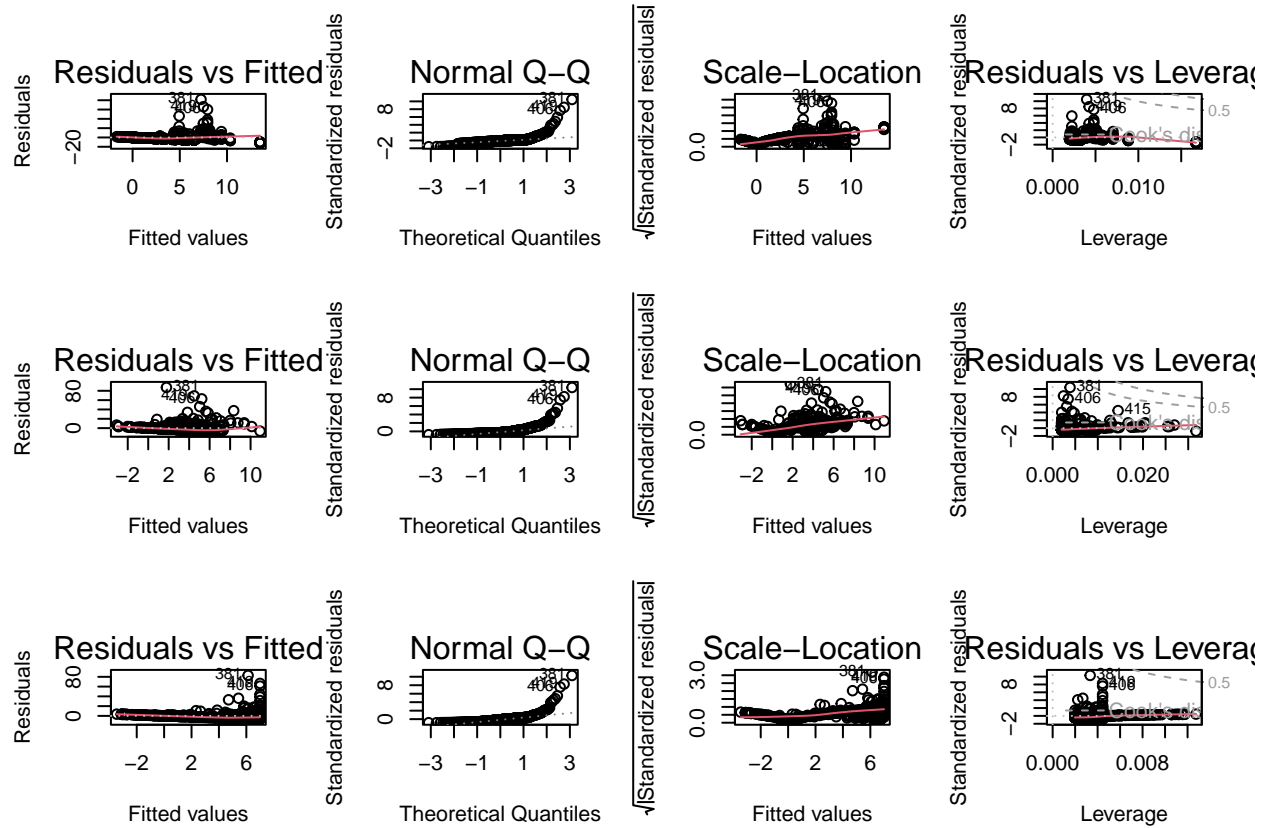 Residuals vs Fitted
Residuals
-20
381
406
0 5 10
Fitted values
Normal Q-Q
Standardized residuals
-2 8
381
406
-3 -1 1 3
Theoretical Quantiles
Scale-Location
√|Standardized residuals|
0.0
406
0 5 10
Fitted values
Residuals vs Leverag
Standardized residuals
-2 8
381
406
0.5
Cook's dis
0.000 0.010
Leverage
Residuals vs Fitted
Residuals
0 80
381
406
-2 2 6 10
Fitted values
Normal Q-Q
Standardized residuals
0 8
381
406
-3 -1 1 3
Theoretical Quantiles
Scale-Location
√|Standardized residuals|
0.0
381
406
-2 2 6 10
Fitted values
Residuals vs Leverag
Standardized residuals
-2 8
381
406
415
0.5
Cook's dis
0.000 0.020
Leverage
Residuals vs Fitted
Residuals
0 80
381
-2 2 6
Fitted values
Normal Q-Q
Standardized residuals
0 8
381
406
-3 -1 1 3
Theoretical Quantiles
Scale-Location
√|Standardized residuals|
0.0 3.0
381
-2 2 6
Fitted values
Residuals vs Leverag
Standardized residuals
-2 8
381
0.5
Cook's dis
0.000 0.008
Leverage